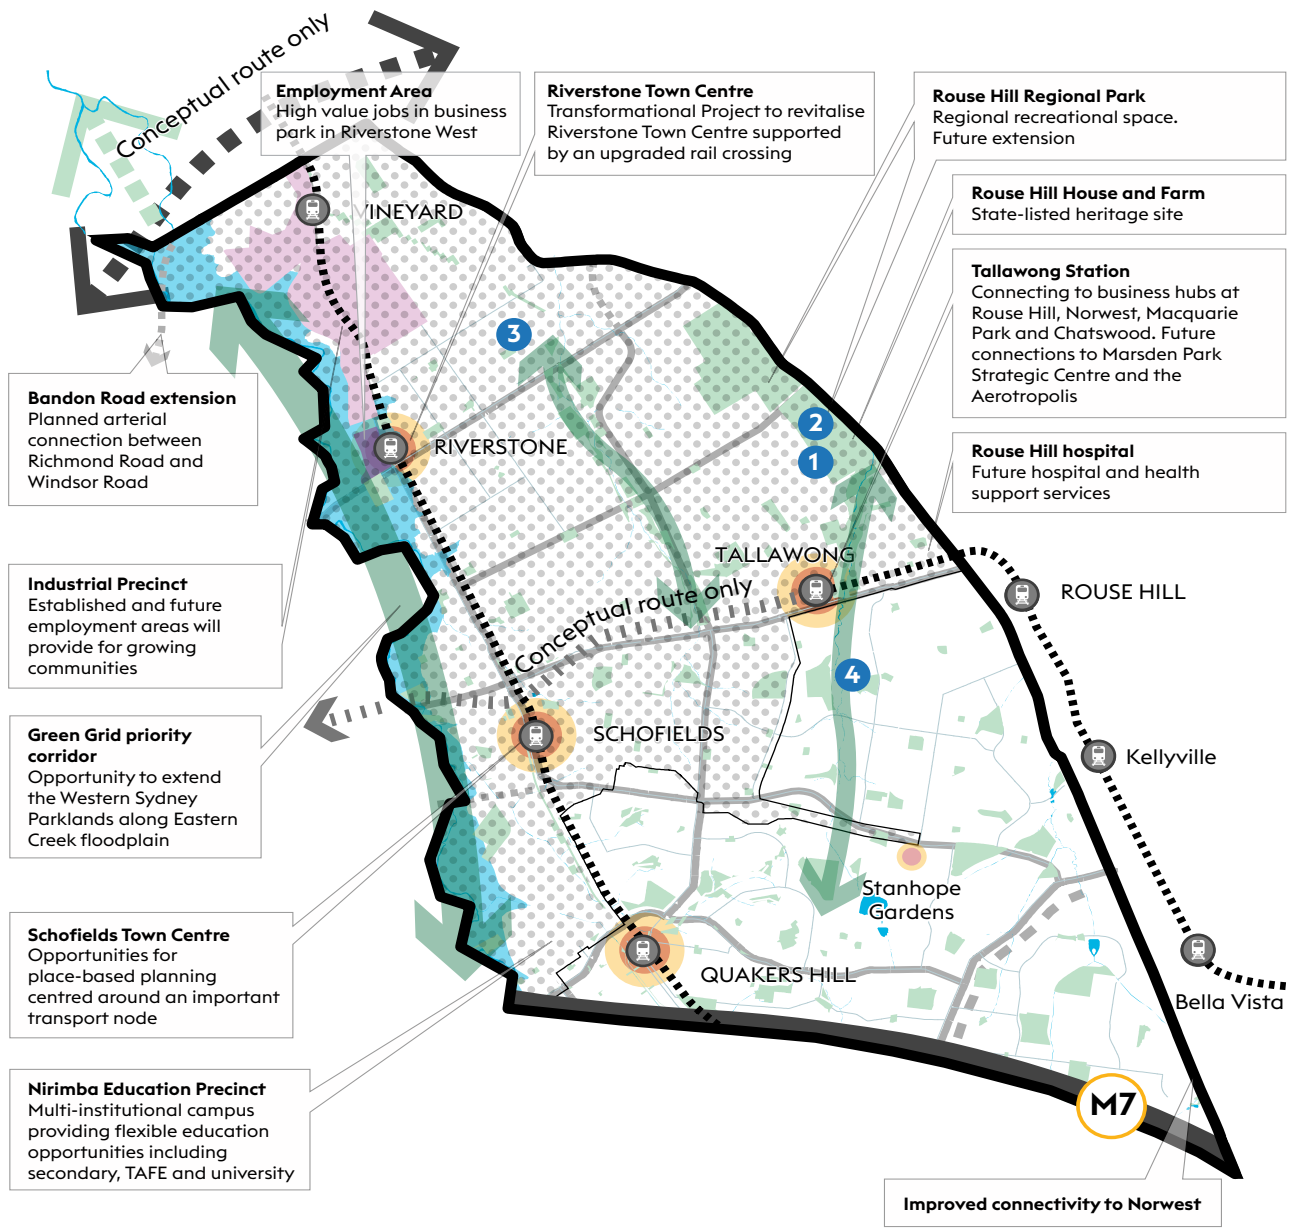 Conceptual route only
Employment Area
High value jobs in business
park in Riverstone West
Riverstone Town Centre
Transformational Project to revitalise
Riverstone Town Centre supported
by an upgraded rail crossing
Rouse Hill Regional Park
Regional recreational space.
Future extension
Rouse Hill House and Farm
State-listed heritage site
Tallawong Station
Connecting to business hubs at
Rouse Hill, Norwest, Macquarie
Park and Chatswood. Future
connections to Marsden Park
Strategic Centre and the
Aerotropolis
Rouse Hill hospital
Future hospital and health
support services
VINEYARD
3
2
1
RIVERSTONE
TALLAWONG
Conceptual route only
ROUSE HILL
4
SCHOFIELDS
Kellyville
Stanhope
Gardens
QUAKERS HILL
Bella Vista
M7
Bandon Road extension
Planned arterial
connection between
Richmond Road and
Windsor Road
Industrial Precinct
Established and future
employment areas will
provide for growing
communities
Green Grid priority
corridor
Opportunity to extend
the Western Sydney
Parklands along Eastern
Creek floodplain
Schofields Town Centre
Opportunities for
place-based planning
centred around an important
transport node
Nirimba Education Precinct
Multi-institutional campus
providing flexible education
opportunities including
secondary, TAFE and university
Improved connectivity to Norwest